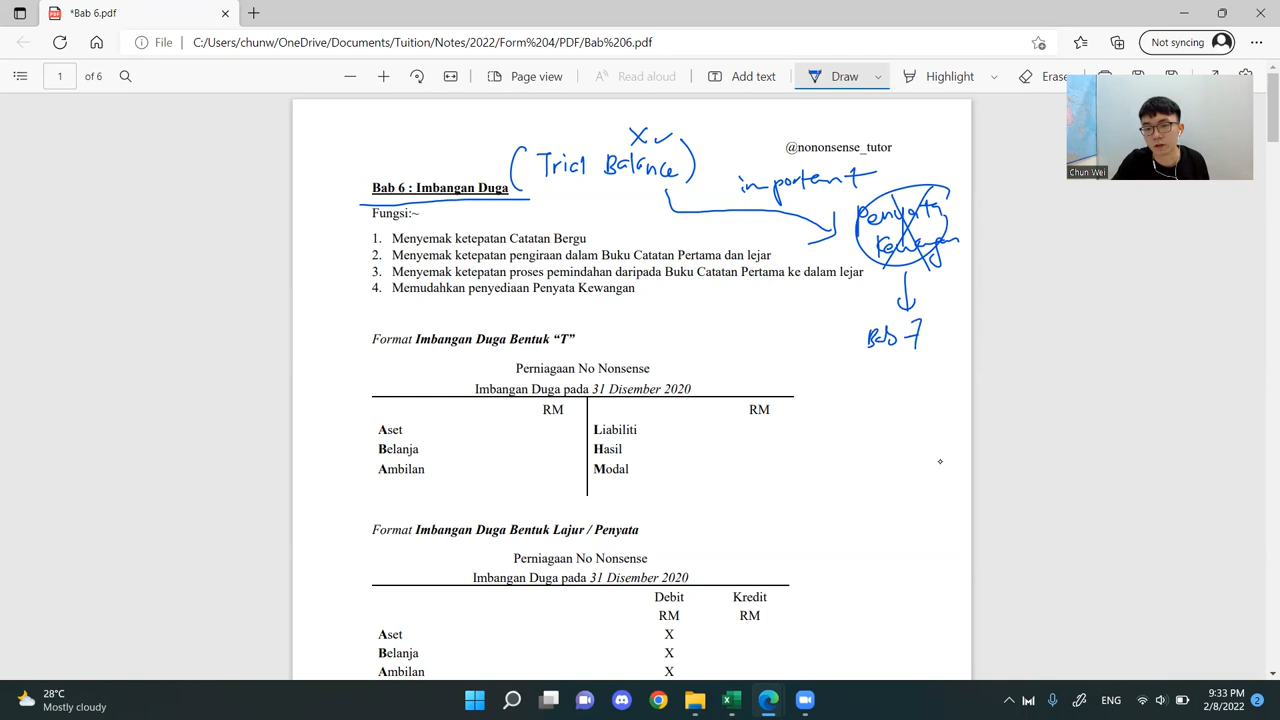 *Bab 6.pdf
File
C:/Users/chunw/OneDrive/Documents/Tuition/Notes/2022/Form%204/PDF/Bab%206.pdf
Not syncing
1 of 6
Page view
Read aloud
Add text
Draw
Highlight
Erase
Chun Wei
X ✓
@nononsense_tutor
(Trial Balance)
important
Bab 6 : Imbangan Duga
Penyata
Kewangan
Fungsi:~
1. Menyemak ketepatan Catatan Bergu
2. Menyemak ketepatan pengiraan dalam Buku Catatan Pertama dan lejar
3. Menyemak ketepatan proses pemindahan daripada Buku Catatan Pertama ke dalam lejar
4. Memudahkan penyediaan Penyata Kewangan
Bab 7
Format Imbangan Duga Bentuk “T”
Perniagaan No Nonsense
Imbangan Duga pada 31 Disember 2020
RM RM
Aset Liabiliti
Belanja Hasil
Ambilan Modal
Format Imbangan Duga Bentuk Lajur / Penyata
Perniagaan No Nonsense
Imbangan Duga pada 31 Disember 2020
Debit Kredit
RM RM
Aset X
Belanja X
Ambilan X
28°C
Mostly cloudy
ENG
9:33 PM
2/8/2022
2